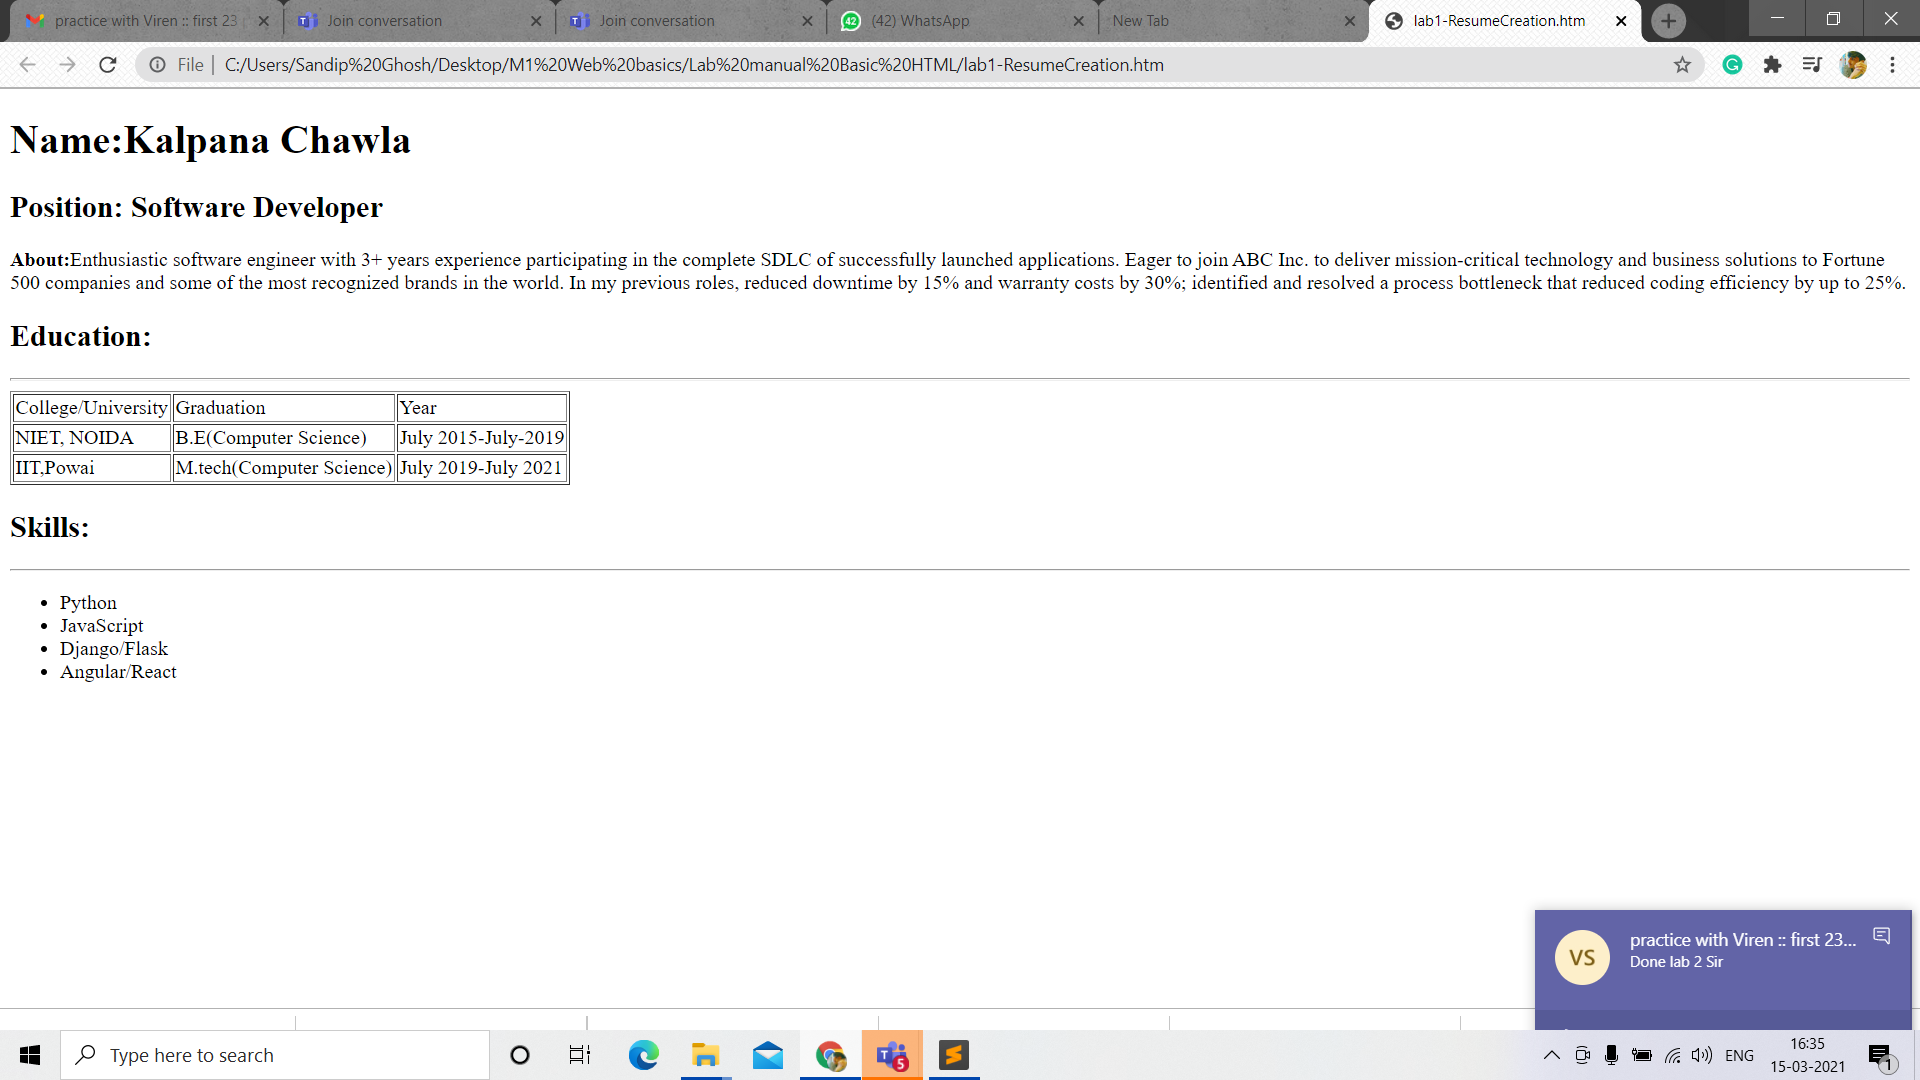 practice with Viren :: first 23
Join conversation
Join conversation
42 (42) WhatsApp
New Tab
lab1-ResumeCreation.htm
File | C:/Users/Sandip%20Ghosh/Desktop/M1%20Web%20basics/Lab%20manual%20Basic%20HTML/lab1-ResumeCreation.htm
Name:Kalpana Chawla
Position: Software Developer
About:Enthusiastic software engineer with 3+ years experience participating in the complete SDLC of successfully launched applications. Eager to join ABC Inc. to deliver mission-critical technology and business solutions to Fortune
500 companies and some of the most recognized brands in the world. In my previous roles, reduced downtime by 15% and warranty costs by 30%; identified and resolved a process bottleneck that reduced coding efficiency by up to 25%.
Education:
College/University Graduation Year
NIET, NOIDA B.E(Computer Science) July 2015-July-2019
IIT,Powai M.tech(Computer Science) July 2019-July 2021
Skills:
• Python
• JavaScript
• Django/Flask
• Angular/React
VS
practice with Viren :: first 23...
Done lab 2 Sir
Type here to search
5
ENG
16:35
15-03-2021
1